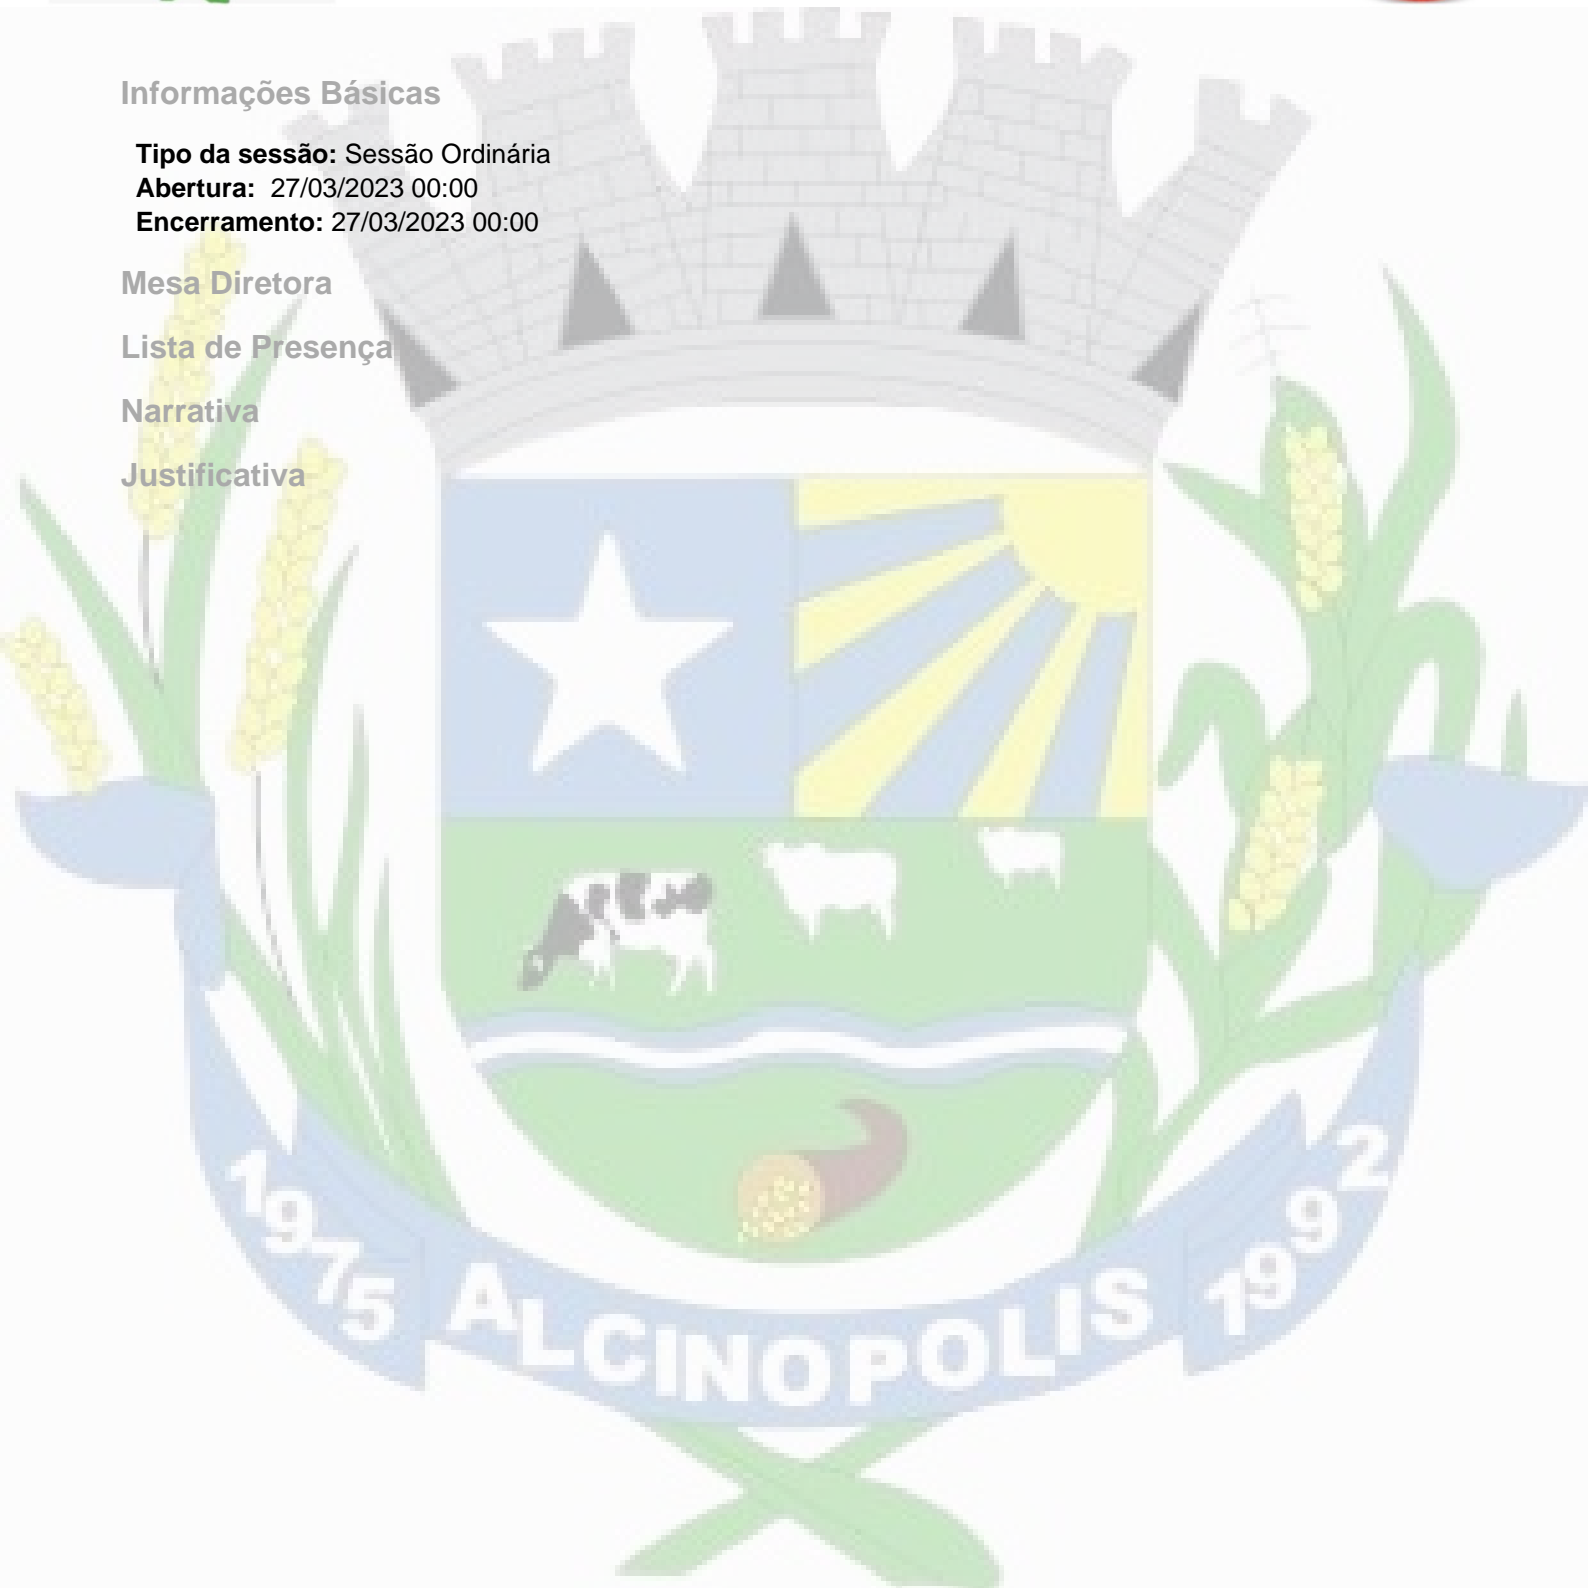 Informações Básicas
Tipo da sessão: Sessão Ordinária
Abertura: 27/03/2023 00:00
Encerramento: 27/03/2023 00:00
Mesa Diretora
Lista de Presença
Narrativa
Justificativa
1975 ALCINOPOLIS 1992